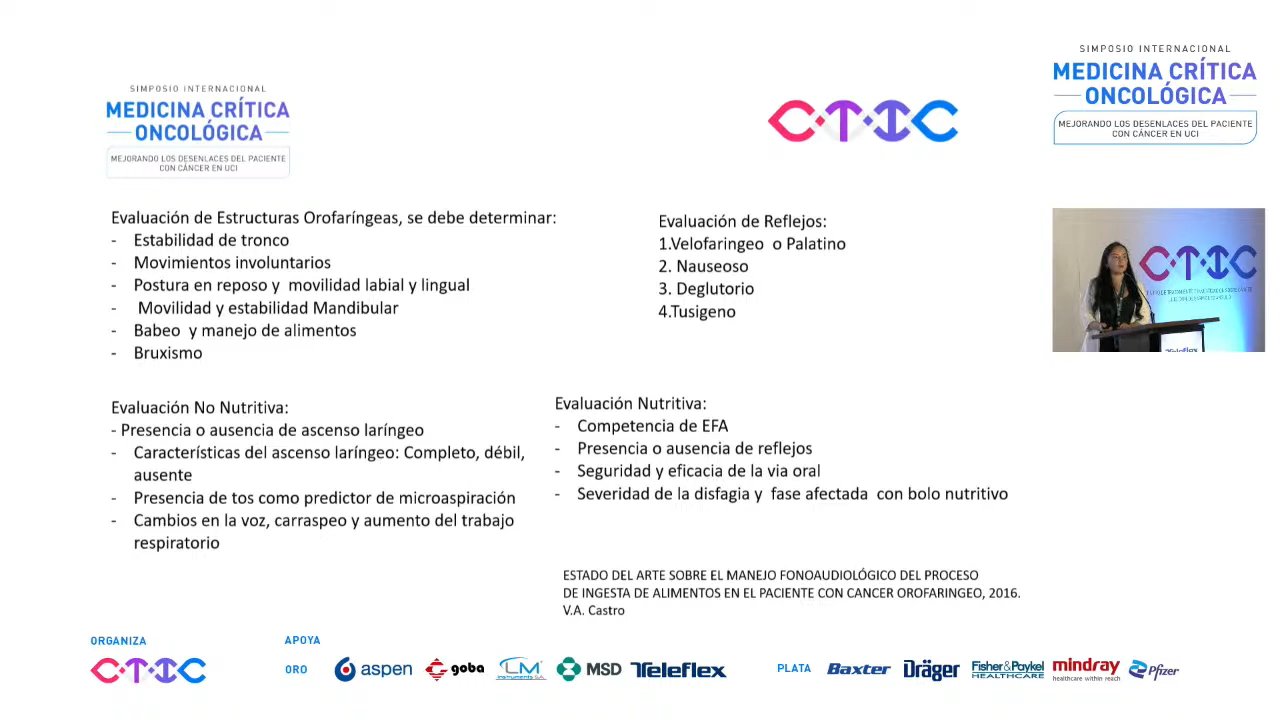 SIMPOSIO INTERNACIONAL
MEDICINA CRÍTICA
ONCOLÓGICA
MEJORANDO LOS DESENLACES DEL PACIENTE
CON CÁNCER EN UCI
CTIC
SIMPOSIO INTERNACIONAL
MEDICINA CRÍTICA
ONCOLÓGICA
MEJORANDO LOS DESENLACES DEL PACIENTE
CON CÁNCER EN UCI
Evaluación de Estructuras Orofaríngeas, se debe determinar:
- Estabilidad de tronco
- Movimientos involuntarios
- Postura en reposo y movilidad labial y lingual
- Movilidad y estabilidad Mandibular
- Babeo y manejo de alimentos
- Bruxismo
Evaluación de Reflejos:
1.Velofaringeo o Palatino
2. Nauseoso
3. Deglutorio
4.Tusigeno
CTIC
Teleflex
Evaluación No Nutritiva:
- Presencia o ausencia de ascenso laríngeo
- Características del ascenso laríngeo: Completo, débil,
ausente
- Presencia de tos como predictor de microaspiración
- Cambios en la voz, carraspeo y aumento del trabajo
respiratorio
Evaluación Nutritiva:
- Competencia de EFA
- Presencia o ausencia de reflejos
- Seguridad y eficacia de la via oral
- Severidad de la disfagia y fase afectada con bolo nutritivo
ESTADO DEL ARTE SOBRE EL MANEJO FONOAUDIOLÓGICO DEL PROCESO
DE INGESTA DE ALIMENTOS EN EL PACIENTE CON CANCER OROFARINGEO, 2016.
V.A. Castro
ORGANIZA
CTIC
APOYA
ORO
aspen
goba
LM
instruments S.A.
MSD
Teleflex
PLATA
Baxter
Dräger
Fisher&Paykel
HEALTHCARE
mindray
healthcare within reach
Pfizer